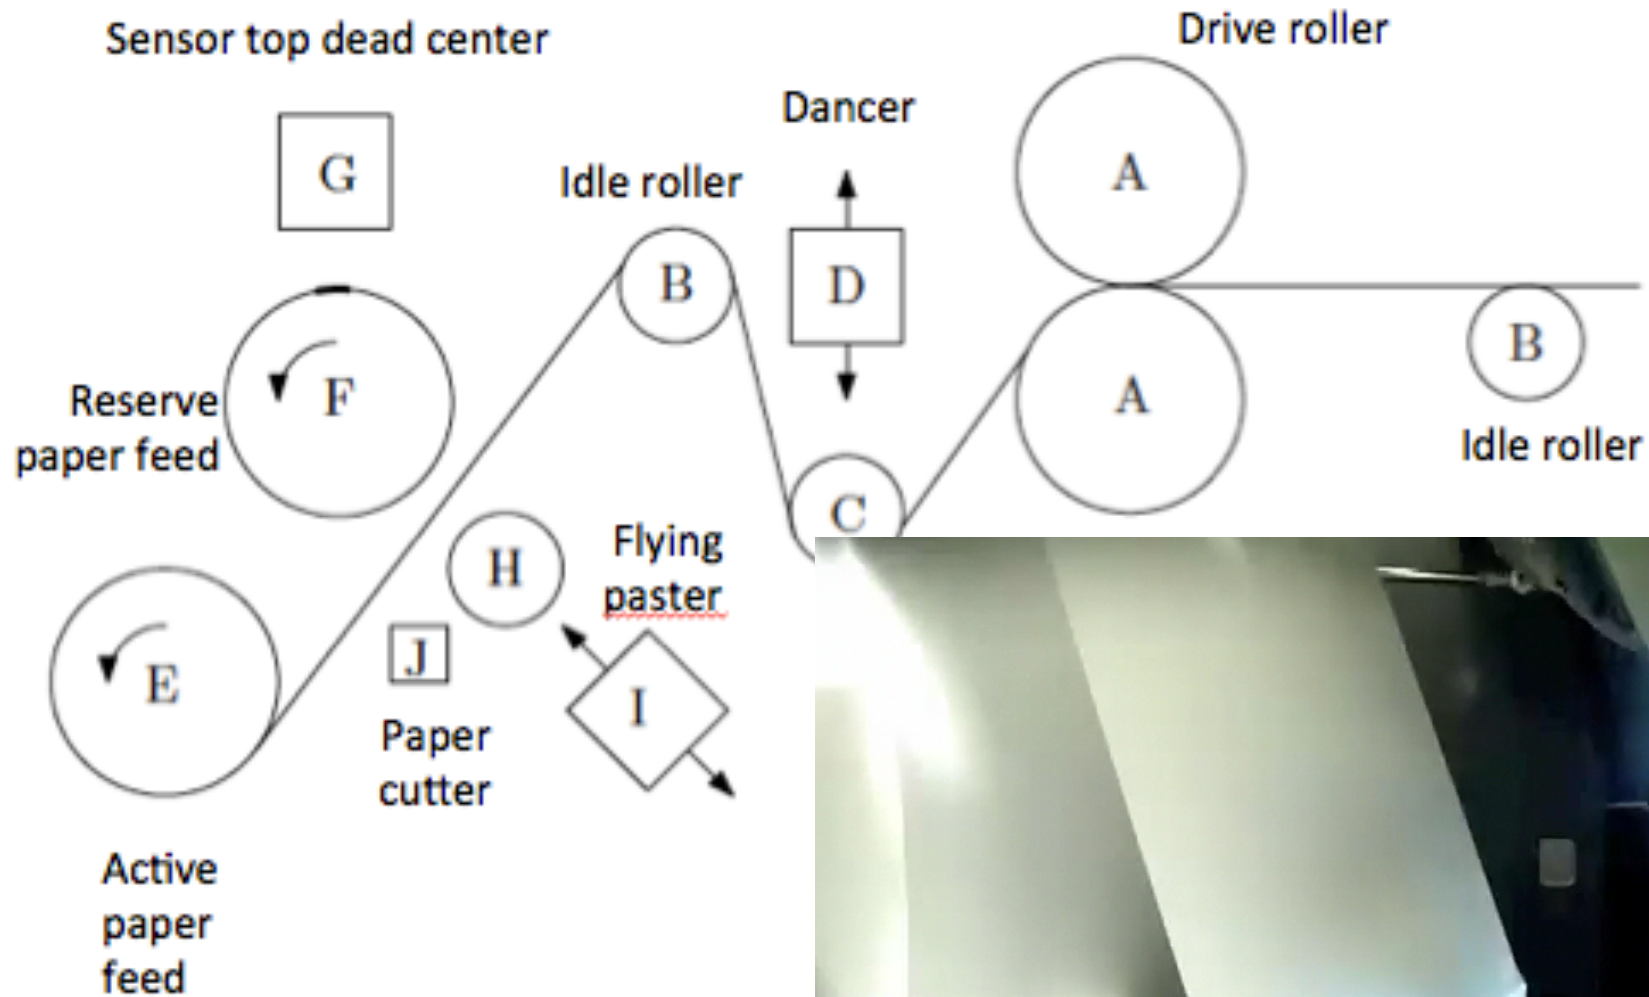 Sensor top dead center
Drive roller
Dancer
G
A
Idle roller
B
D
F
Reserve
paper feed
A
B
Idle roller
C
H
Flying
paster
E
J
I
Paper
cutter
Active
paper
feed